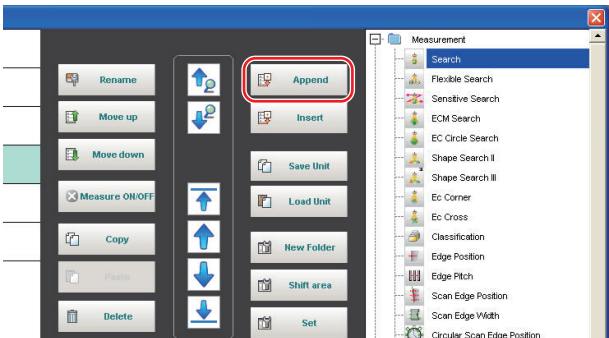 Rename
Move up
Move down
Measure ON/OFF
Copy
Paste
Delete
Append
Insert
Save Unit
Load Unit
New Folder
Shift area
Set
Measurement
Search
Flexible Search
Sensitive Search
ECM Search
EC Circle Search
Shape Search II
Shape Search III
Ec Corner
Ec Cross
Classification
Edge Position
Edge Pitch
Scan Edge Position
Scan Edge Width
Circular Scan Edge Position